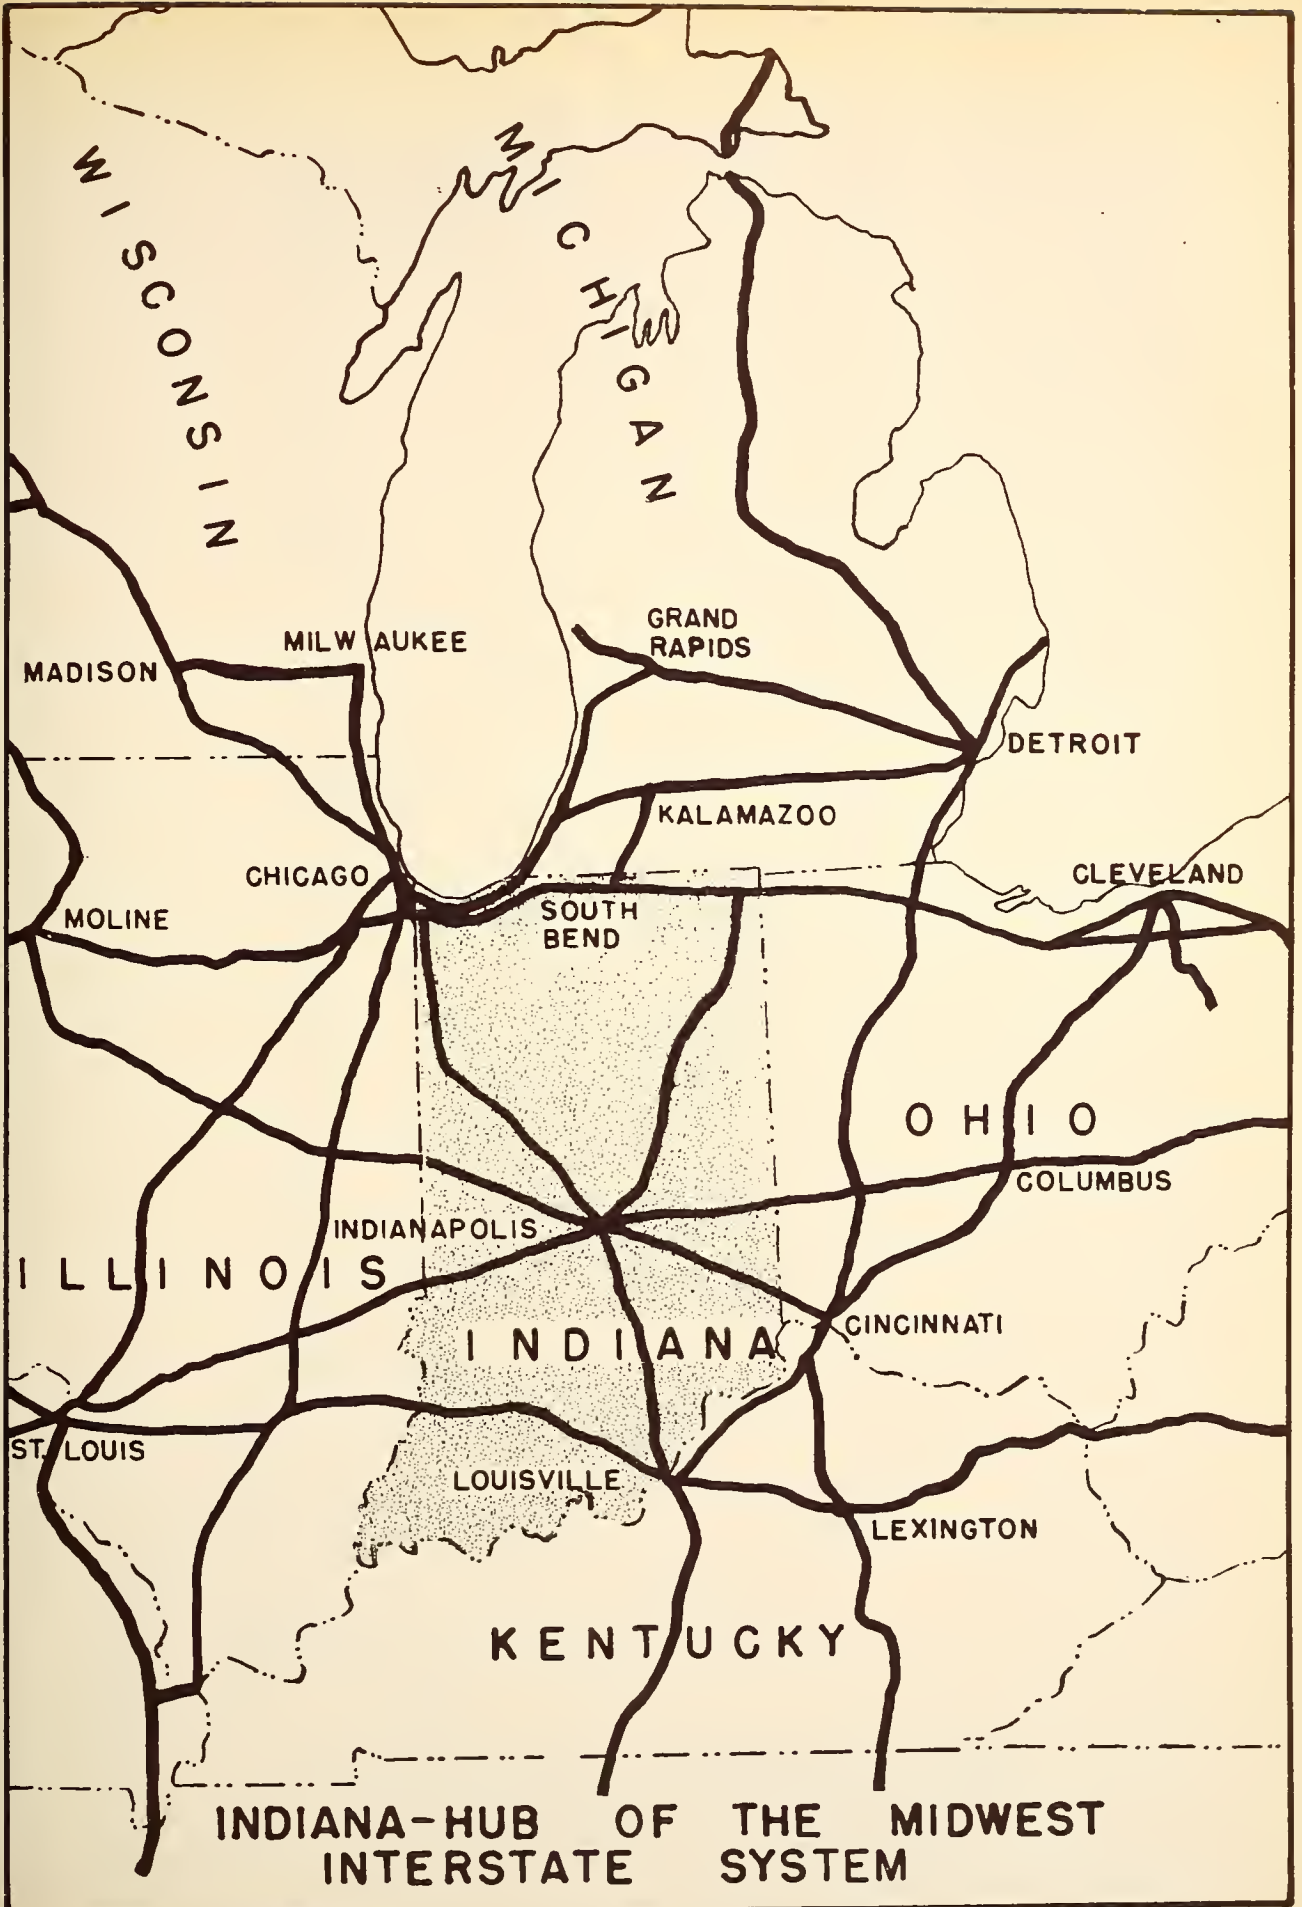 WISCONSIN
MICHIGAN
GRAND
RAPIDS
MILWAUKEE
MADISON
DETROIT
KALAMAZOO
CHICAGO
CLEVELAND
MOLINE
SOUTH
BEND
OHIO
COLUMBUS
INDIANAPOLIS
ILLINOIS
CINCINNATI
INDIANA
ST. LOUIS
LOUISVILLE
LEXINGTON
KENTUCKY
INDIANA-HUB OF THE MIDWEST
INTERSTATE SYSTEM